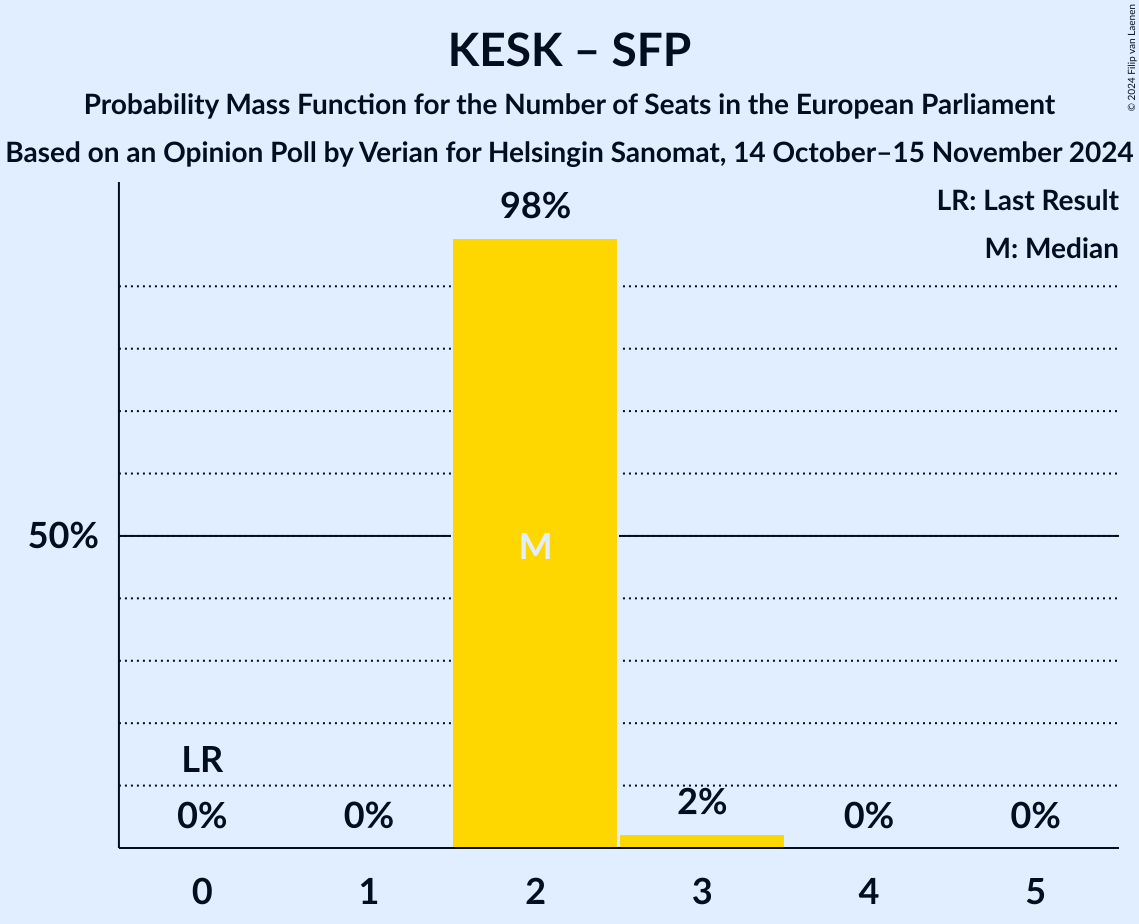 KESK – SFP
Probability Mass Function for the Number of Seats in the European Parliament
Based on an Opinion Poll by Verian for Helsingin Sanomat, 14 October–15 November 2024
© 2024 Filip van Laenen
LR: Last Result
M: Median
98%
50%
M
LR
0%
0%
2%
0%
0%
0
1
2
3
4
5